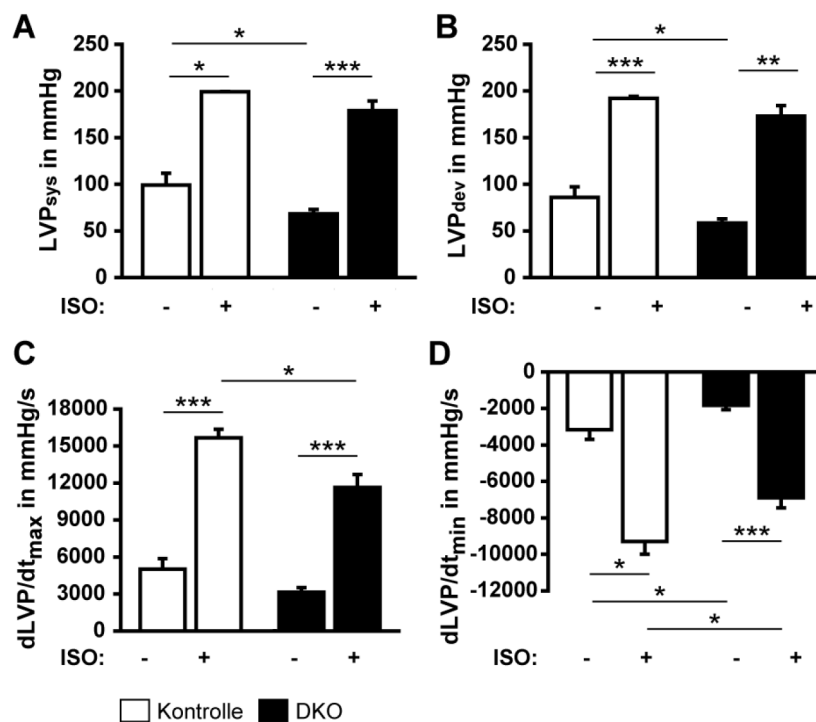 A
B
LVPsys in mmHg
250
200
150
100
50
0
* * ***
ISO: - + - +
LVPdev in mmHg
250
200
150
100
50
0
* *** **
ISO: - + - +
C
D
dLVP/dtmax in mmHg/s
18000
15000
12000
9000
6000
3000
0
*** * ***
ISO: - + - +
dLVP/dtmin in mmHg/s
0
-2000
-4000
-6000
-8000
-10000
-12000
* *** * *
ISO: - + - +
Kontrolle DKO